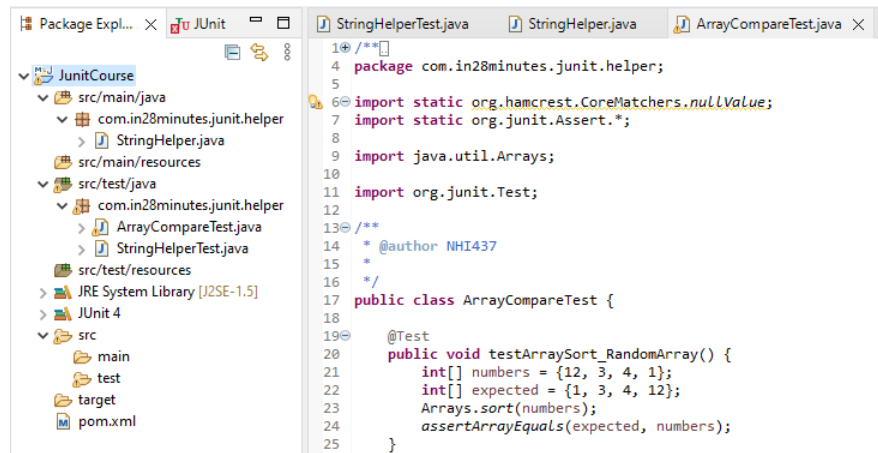 Package Expl...
JUnit
JunitCourse
src/main/java
com.in28minutes.junit.helper
StringHelper.java
src/main/resources
src/test/java
com.in28minutes.junit.helper
ArrayCompareTest.java
StringHelperTest.java
src/test/resources
JRE System Library [J2SE-1.5]
JUnit 4
src
main
test
target
pom.xml
StringHelperTest.java
StringHelper.java
ArrayCompareTest.java
1 /**
4 package com.in28minutes.junit.helper;
5
6 import static org.hamcrest.CoreMatchers.nullValue;
7 import static org.junit.Assert.*;
8
9 import java.util.Arrays;
10
11 import org.junit.Test;
12
13 /**
14 * @author NHI437
15 *
16 */
17 public class ArrayCompareTest {
18
19 @Test
20 public void testArraySort_RandomArray() {
21 int[] numbers = {12, 3, 4, 1};
22 int[] expected = {1, 3, 4, 12};
23 Arrays.sort(numbers);
24 assertArrayEquals(expected, numbers);
25 }